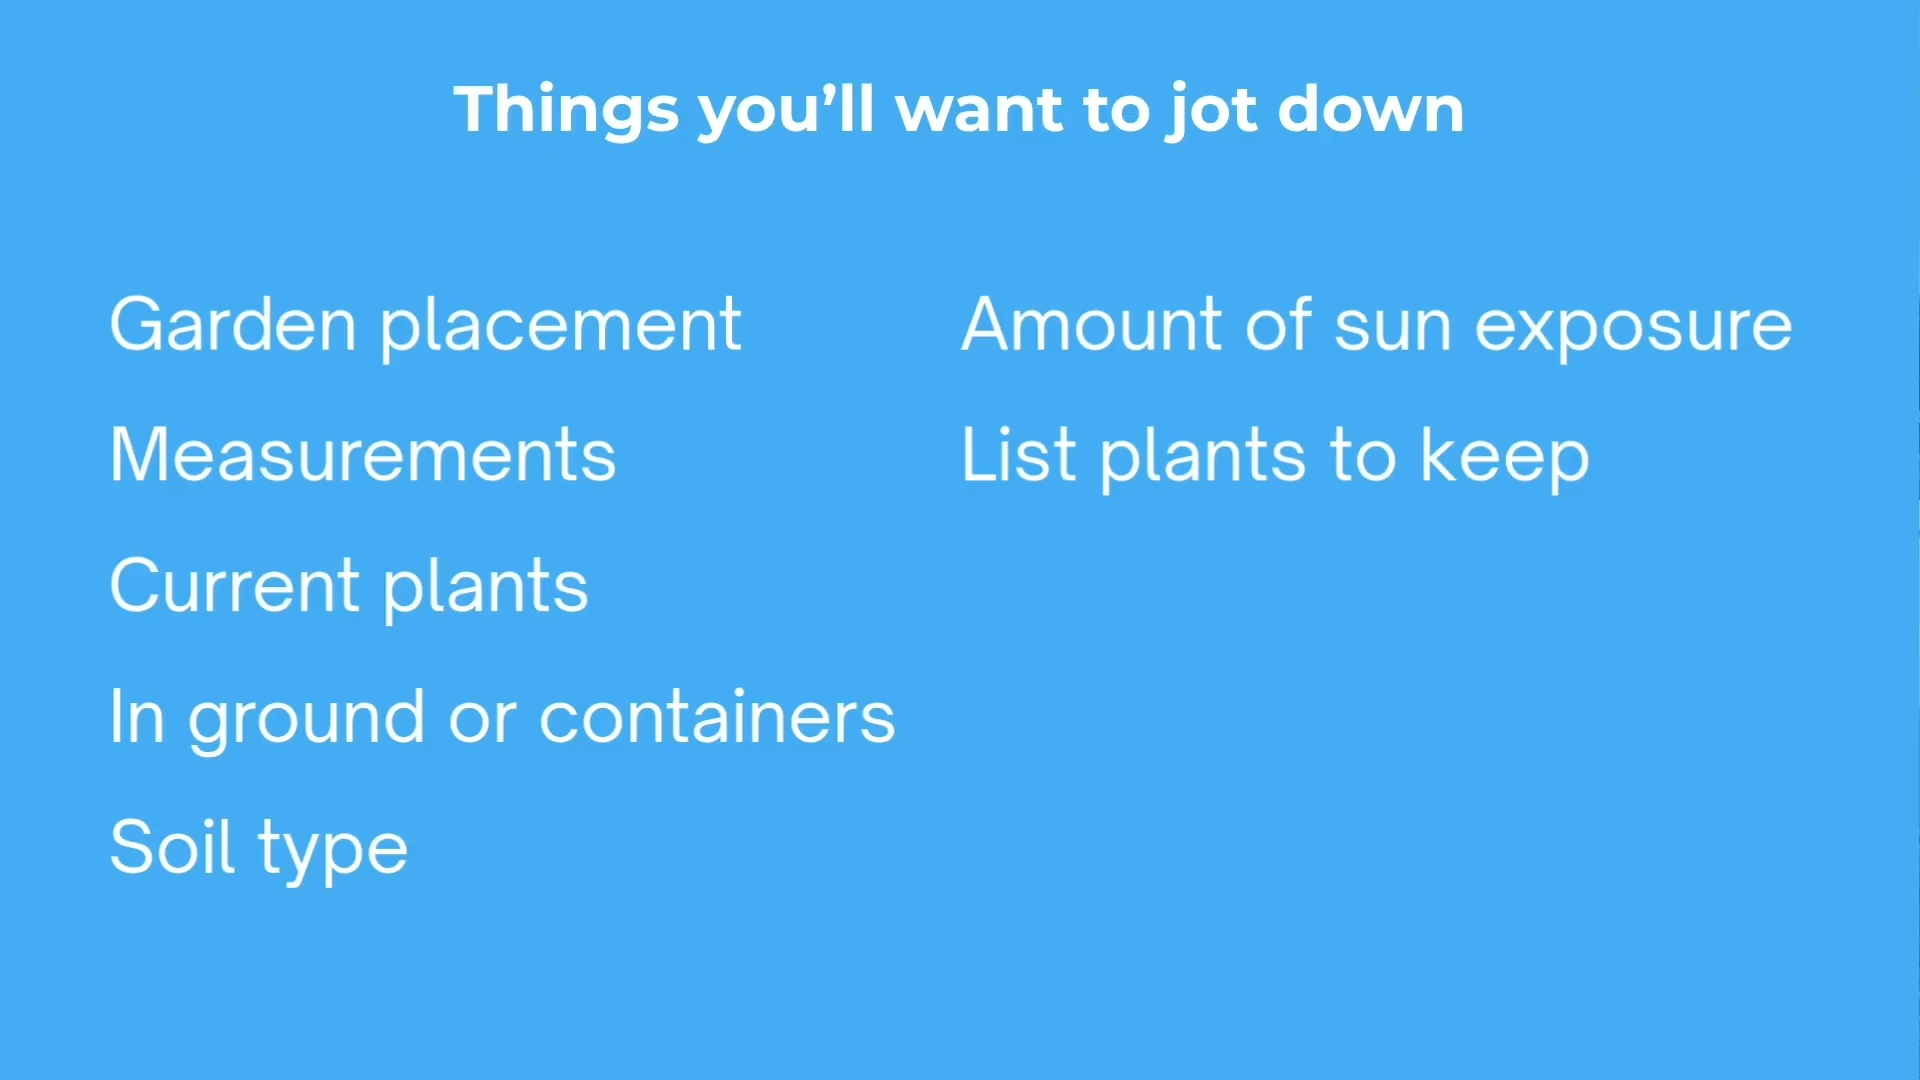 Things you’ll want to jot down
Garden placement
Measurements
Current plants
In ground or containers
Soil type
Amount of sun exposure
List plants to keep